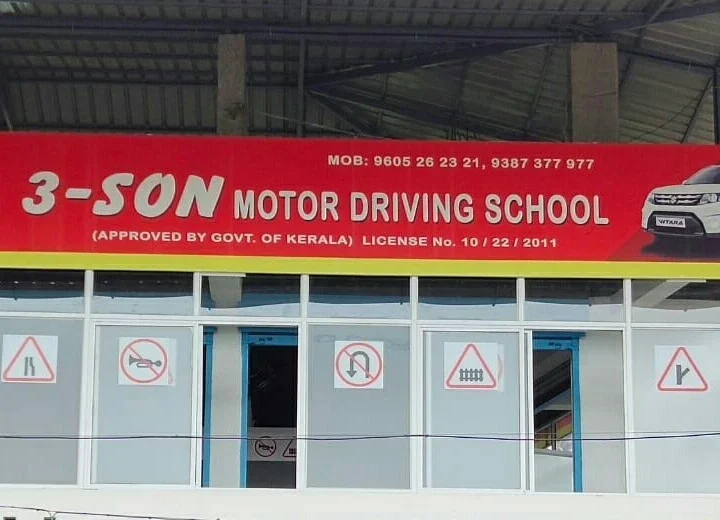 MOB: 9605 26 23 21, 9387 377 977
3-SON MOTOR DRIVING SCHOOL
(APPROVED BY GOVT. OF KERALA) LICENSE No. 10 / 22 / 2011
VITARA